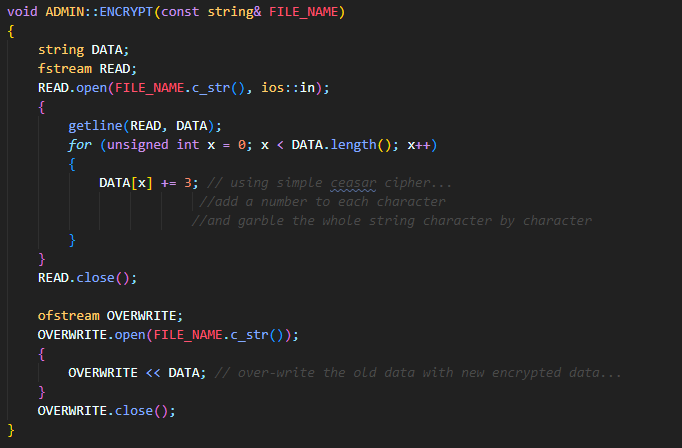 void ADMIN::ENCRYPT(const string& FILE_NAME)
{
    string DATA;
    fstream READ;
    READ.open(FILE_NAME.c_str(), ios::in);
    {
        getline(READ, DATA);
        for (unsigned int x = 0; x < DATA.length(); x++)
        {
            DATA[x] += 3; // using simple ceasar cipher...
                         //add a number to each character
                        //and garble the whole string character by character
        }
    }
    READ.close();

    ofstream OVERWRITE;
    OVERWRITE.open(FILE_NAME.c_str());
    {
        OVERWRITE << DATA; // over-write the old data with new encrypted data...
    }
    OVERWRITE.close();
}